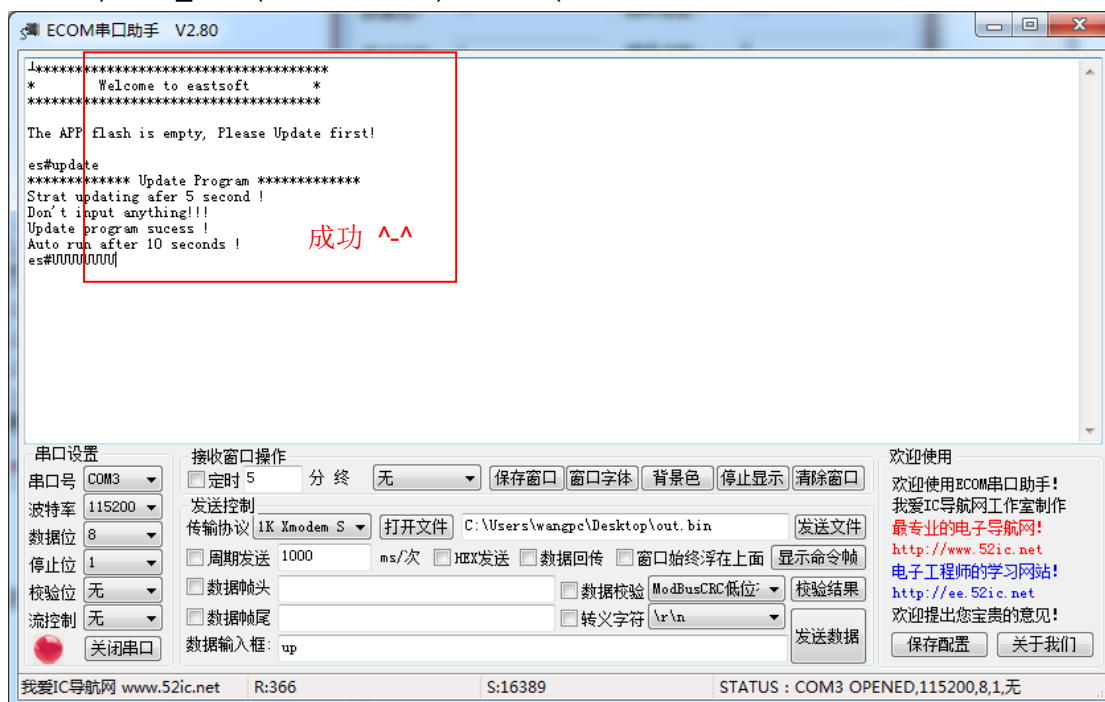 ECOM串口助手 V2.80
┴*************************************
* Welcome to eastsoft *
*************************************
The APP flash is empty, Please Update first!
es#update
************* Update Program *************
Strat updating afer 5 second !
Don't input anything!!!
Update program sucess !
Auto run after 10 seconds !
es#UUUUUUUU
成功 ^-^
串口设置
串口号 COM3
波特率 115200
数据位 8
停止位 1
校验位 无
流控制 无
关闭串口
接收窗口操作
定时 5 分 终 无 保存窗口 窗口字体 背景色 停止显示 清除窗口
发送控制
传输协议 1K Xmodem S 打开文件 C:\Users\wangpc\Desktop\out.bin 发送文件
周期发送 1000 ms/次 HEX发送 数据回传 窗口始终浮在上面 显示命令帧
数据帧头 数据校验 ModBusCRC低位 校验结果
数据帧尾 转义字符 \r\n
数据输入框: up 发送数据
欢迎使用
欢迎使用ECOM串口助手!
我爱IC导航网工作室制作
最专业的电子导航网!
http://www.52ic.net
电子工程师的学习网站!
http://ee.52ic.net
欢迎提出您宝贵的意见!
保存配置 关于我们
我爱IC导航网 www.52ic.net R:366 S:16389 STATUS : COM3 OPENED,115200,8,1,无